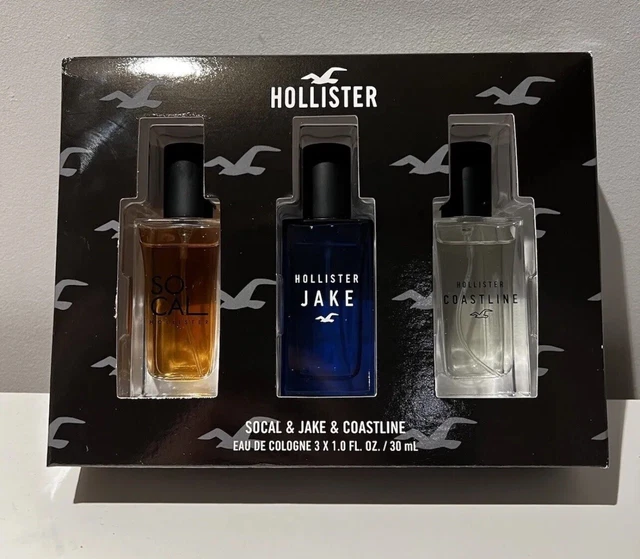 HOLLISTER
SO
CAL
HOLLISTER
HOLLISTER
JAKE
HOLLISTER
COASTLINE
SOCAL & JAKE & COASTLINE
EAU DE COLOGNE 3 X 1.0 FL. OZ. / 30 mL